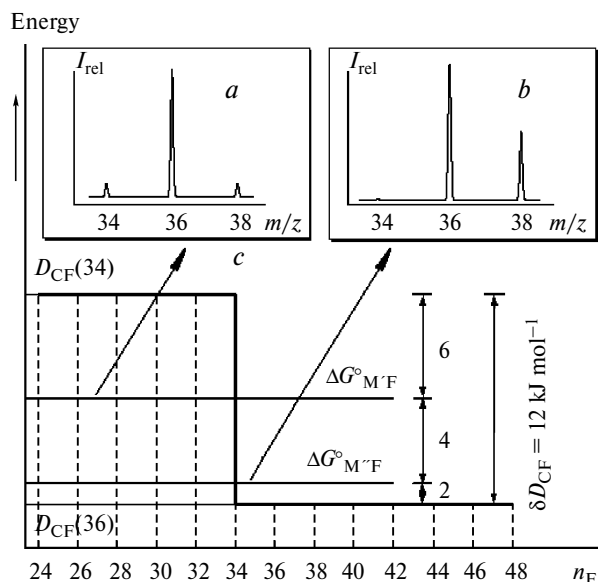 Energy
I_rel a
34 36 38 m/z
I_rel b
34 36 38 m/z
c
D_CF(34)
6
ΔG°_M′F
4
ΔG°_M″F
2
δD_CF = 12 kJ mol⁻¹
D_CF(36)
24 26 28 30 32 34 36 38 40 42 44 46 48 n_F